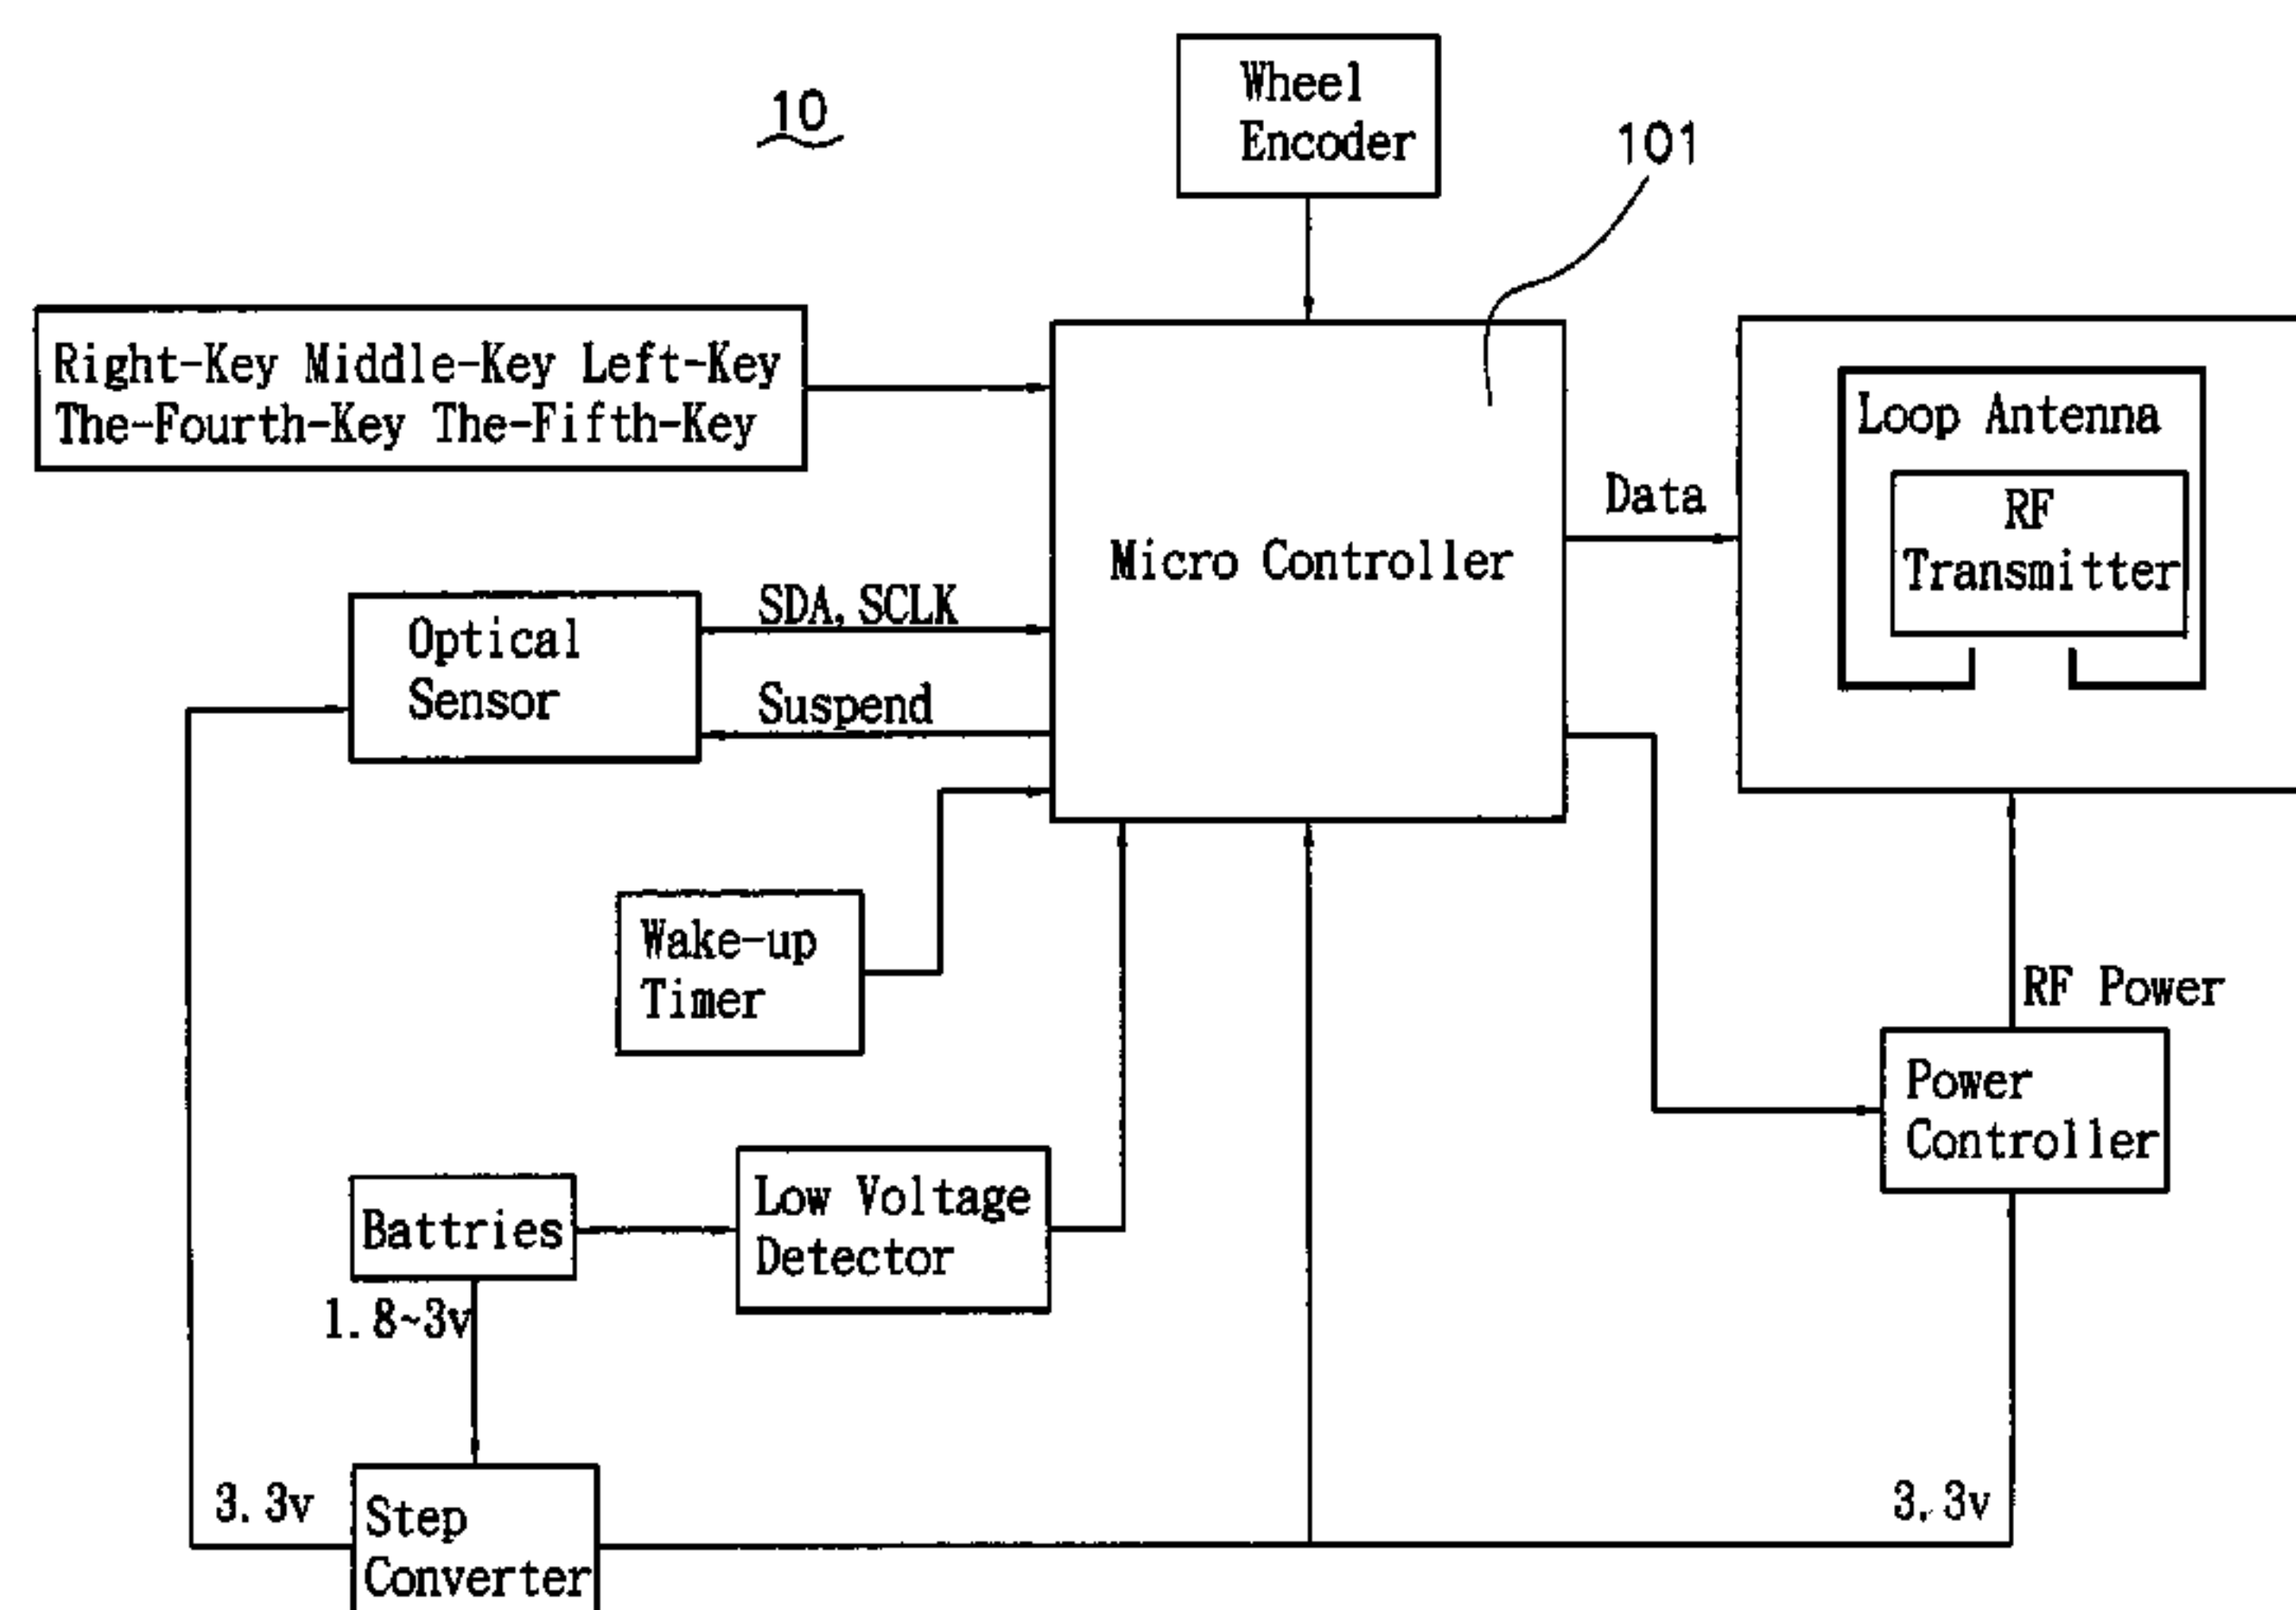 Wheel
Encoder
10
101
Right-Key Middle-Key Left-Key
The-Fourth-Key The-Fifth-Key
Loop Antenna
RF
Transmitter
Data
Micro Controller
SDA, SCLK
Optical
Sensor
Suspend
Wake-up
Timer
RF Power
Power
Controller
Low Voltage
Detector
Battries
1.8~3v
3.3v
Step
Converter
3.3v